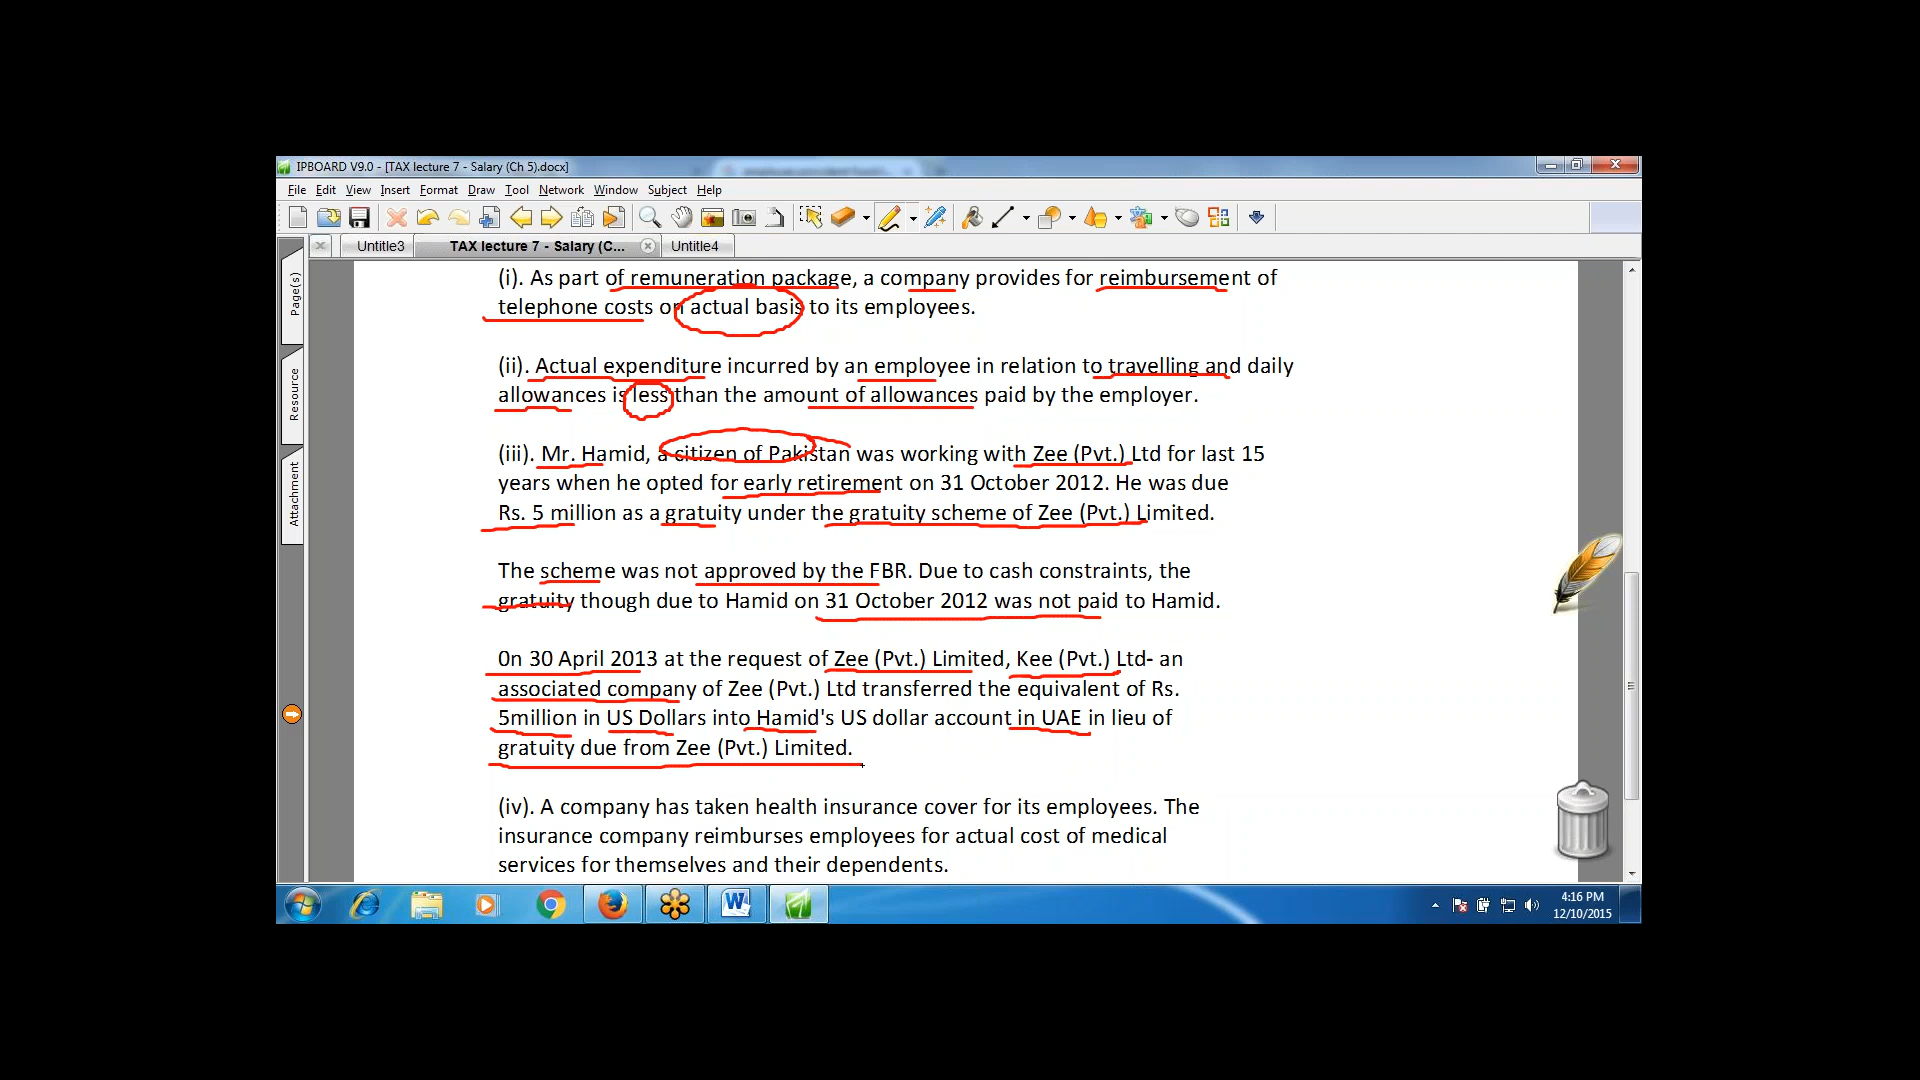 IPBOARD V9.0 - [TAX lecture 7 - Salary (Ch 5).docx]
File Edit View Insert Format Draw Tool Network Window Subject Help
Untitle3 TAX lecture 7 - Salary (C... Untitle4
Page(s)
Resource
Attachment
(i). As part of remuneration package, a company provides for reimbursement of
telephone costs on actual basis to its employees.
(ii). Actual expenditure incurred by an employee in relation to travelling and daily
allowances is less than the amount of allowances paid by the employer.
(iii). Mr. Hamid, a citizen of Pakistan was working with Zee (Pvt.) Ltd for last 15
years when he opted for early retirement on 31 October 2012. He was due
Rs. 5 million as a gratuity under the gratuity scheme of Zee (Pvt.) Limited.
The scheme was not approved by the FBR. Due to cash constraints, the
gratuity though due to Hamid on 31 October 2012 was not paid to Hamid.
0n 30 April 2013 at the request of Zee (Pvt.) Limited, Kee (Pvt.) Ltd- an
associated company of Zee (Pvt.) Ltd transferred the equivalent of Rs.
5million in US Dollars into Hamid's US dollar account in UAE in lieu of
gratuity due from Zee (Pvt.) Limited.
(iv). A company has taken health insurance cover for its employees. The
insurance company reimburses employees for actual cost of medical
services for themselves and their dependents.
4:16 PM
12/10/2015